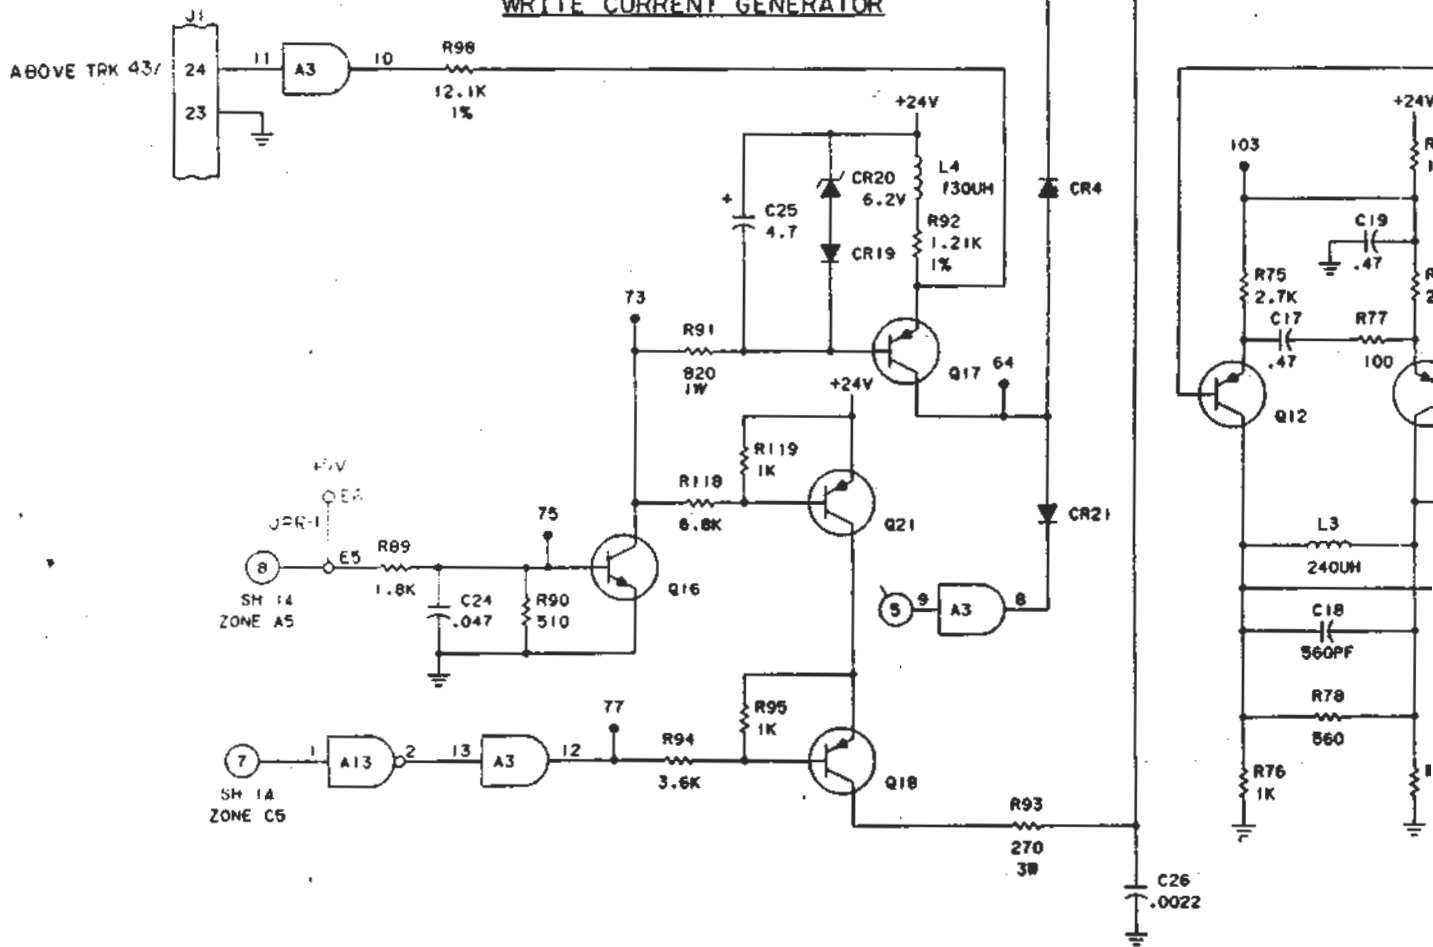 WRITE CURRENT GENERATOR
J1
ABOVE TRK 43/
24
11
A3
10
R98
12.1K
1%
23
+24V
+24V
103
CR20
6.2V
L4
130UH
CR4
+
C25
4.7
R92
1.21K
1%
C19
.47
CR19
R75
2.7K
73
C17
.47
R77
100
R91
820
1W
Q17
64
+24V
Q12
R119
1K
R118
6.8K
Q21
CR21
75
L3
240UH
E5
R89
1.8K
8
SH 14
ZONE A5
C24
.047
R90
510
Q16
5
9
A3
8
C18
560PF
77
R95
1K
R78
560
7
1
A13
2
13
A3
12
R94
3.6K
Q18
R76
1K
SH 1A
ZONE C5
R93
270
3W
C26
.0022